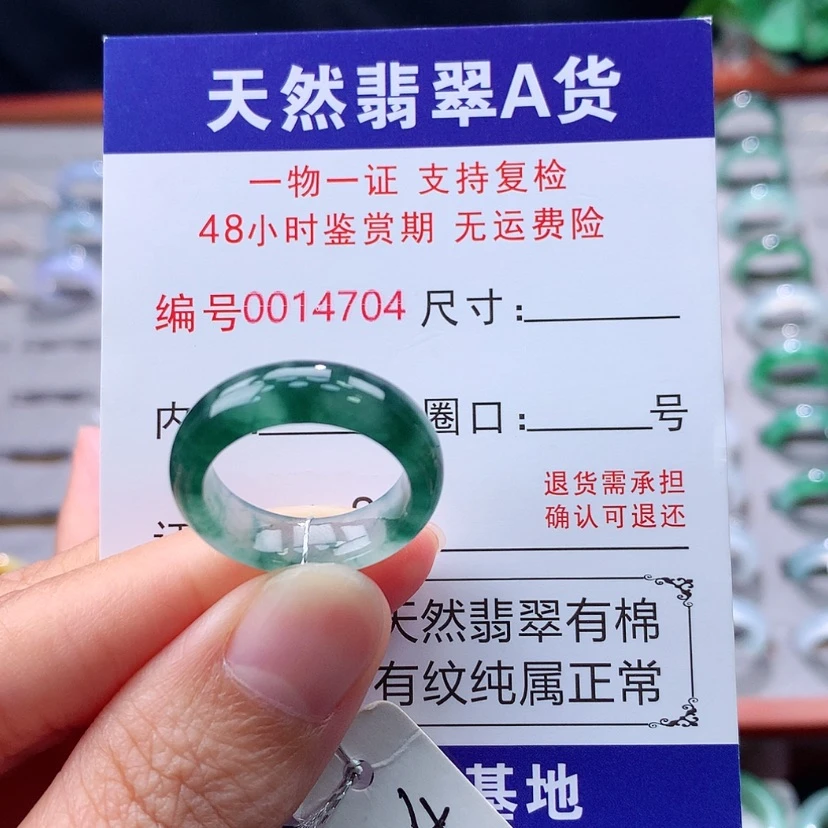 天然翡翠A货
一物一证 支持复检
48小时鉴赏期 无运费险
编号0014704 尺寸:
内 圈口: 号
退货需承担
确认可退还
天然翡翠有棉
有纹纯属正常
基地